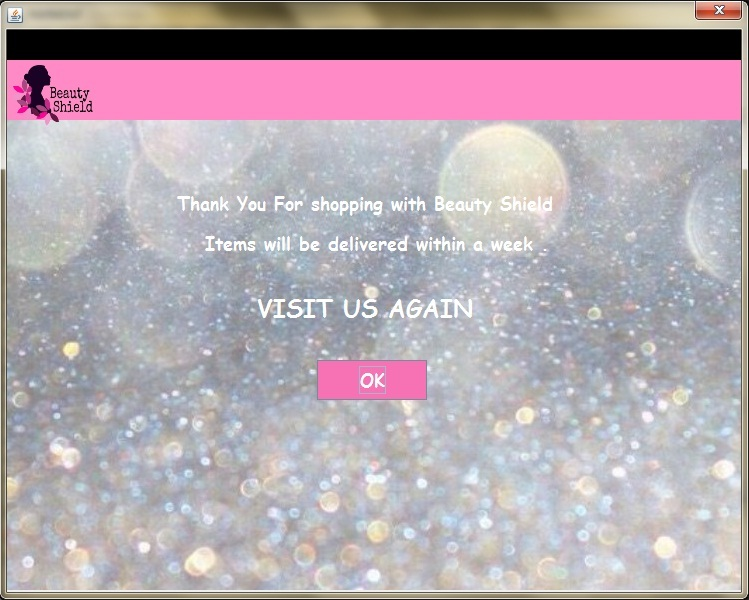 Beauty
Shield
Thank You For shopping with Beauty Shield
Items will be delivered within a week
VISIT US AGAIN
OK